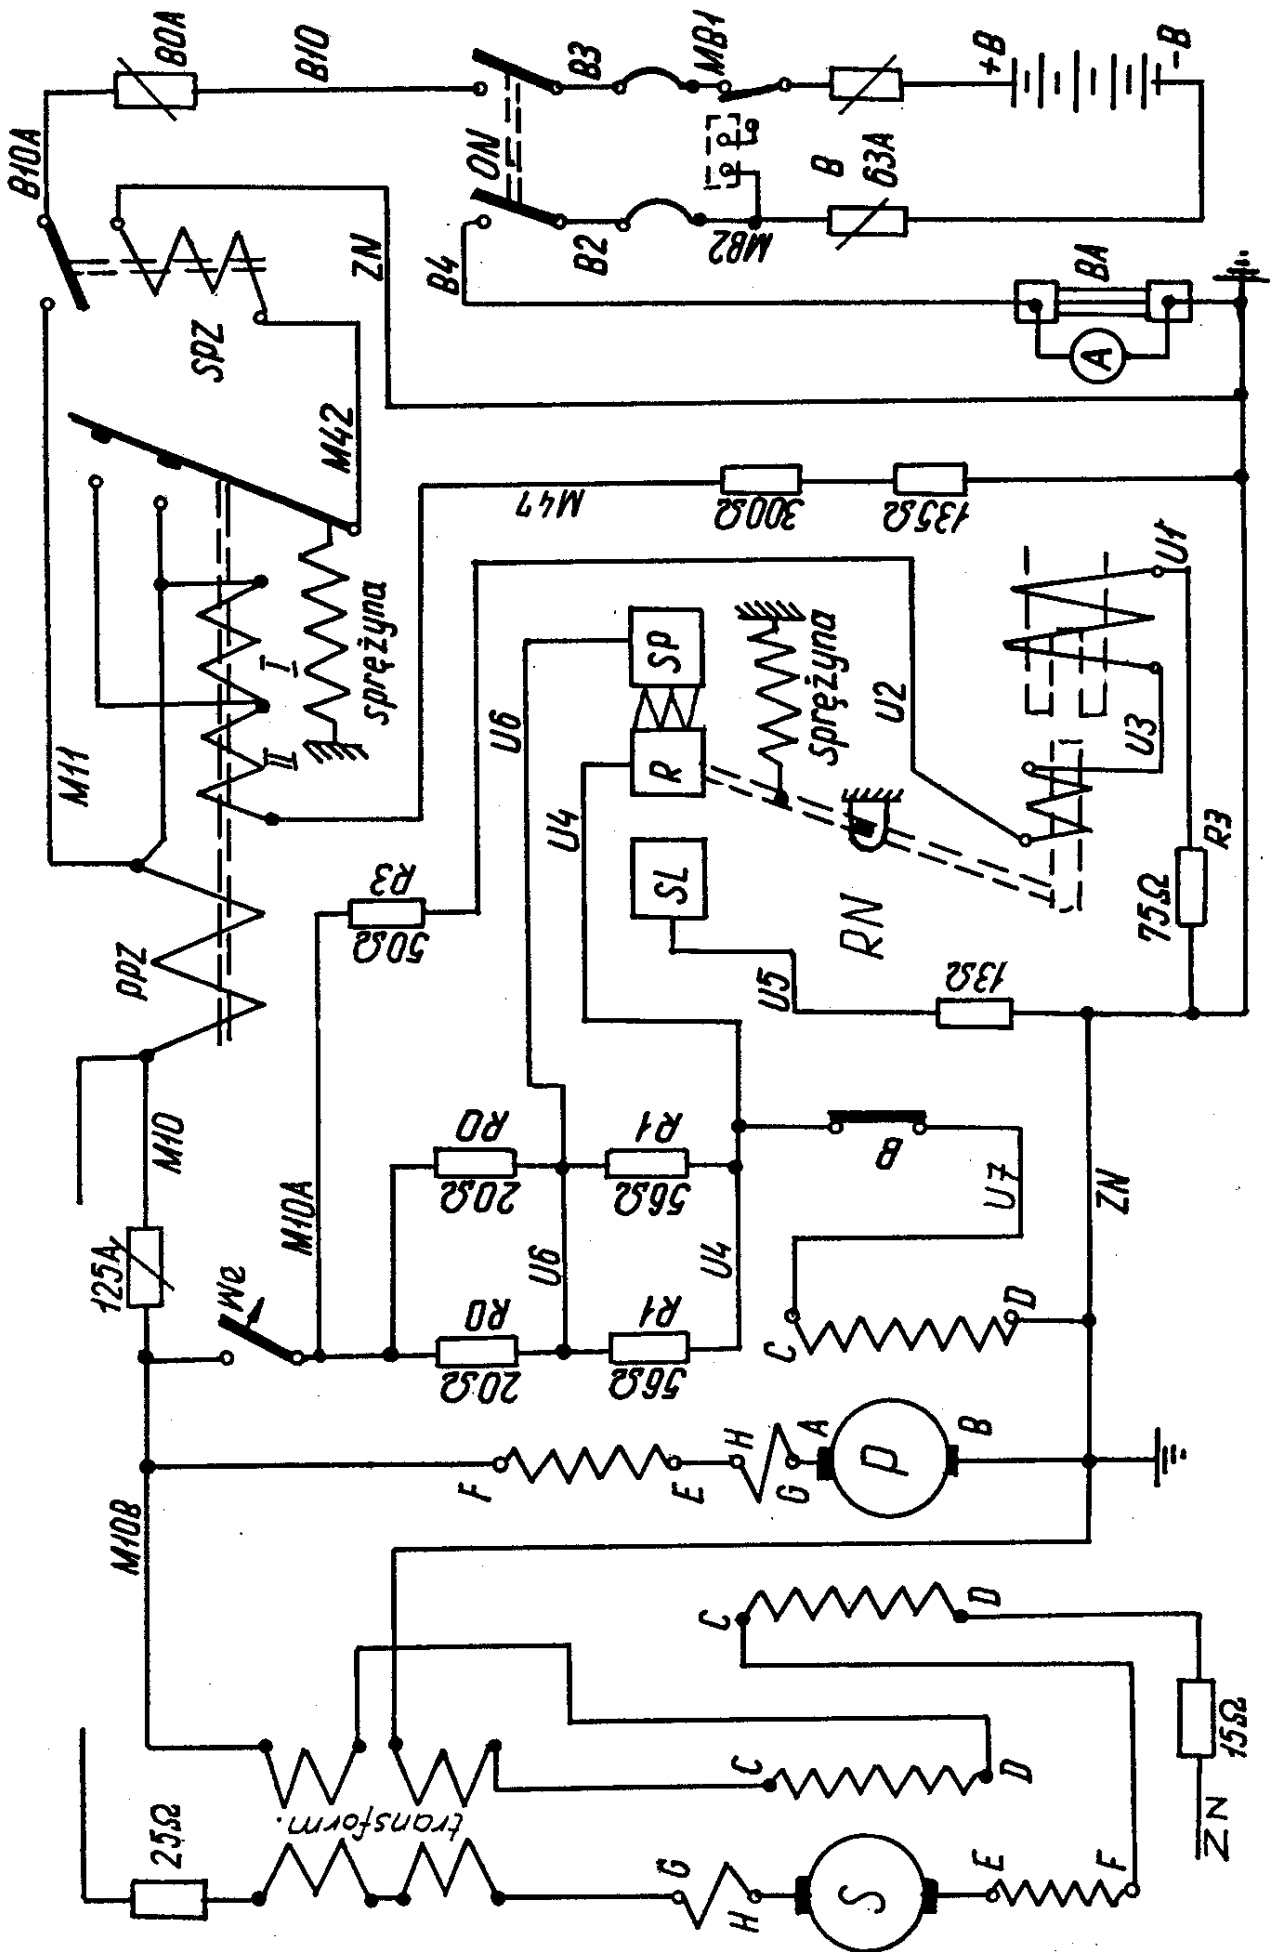 80A
B10A
B10
ON
B3
MB1
+B
-B
ZN
B4
B2
MB2
B
63A
BA
A
SPZ
M42
M47
300Ω
135Ω
M11
I
II
sprężyna
U6
SP
R
U4
SL
sprężyna
U2
U3
U1
RN
R3
75Ω
PPZ
R3
50Ω
U5
13Ω
M10
M10A
125A
We
R0
20Ω
R1
56Ω
U6
U4
R0
20Ω
R1
56Ω
B
U7
ZN
C
D
M10B
F
E
H
G
A
D
B
C
D
C
D
transform.
25Ω
15Ω
ZN
G
H
S
E
F